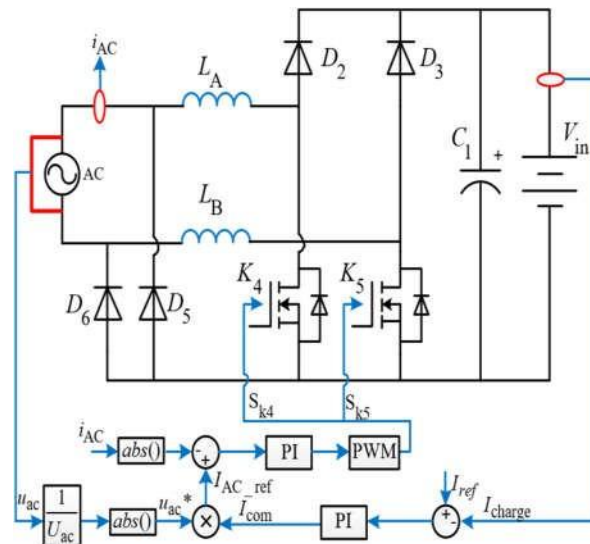 i_AC
L_A
D_2
D_3
C_1
+
V_in
AC
L_B
K_4
K_5
D_6
D_5
S_k4
S_k5
i_AC
abs()
-
+
PI
PWM
I_AC_ref
I_ref
u_ac
1/U_ac
abs()
u_ac*
×
I_com
PI
+
-
I_charge